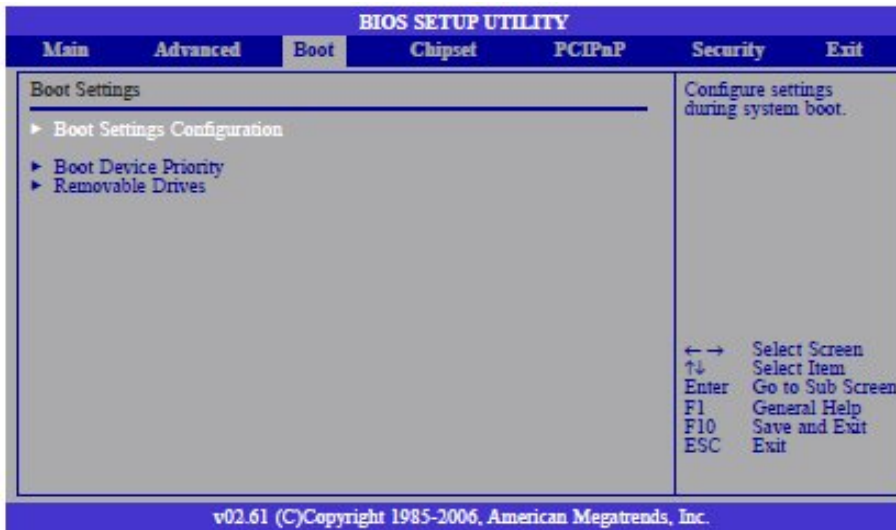 BIOS SETUP UTILITY
Main Advanced Boot Chipset PCIPnP Security Exit
Boot Settings
► Boot Settings Configuration
► Boot Device Priority
► Removable Drives
Configure settings
during system boot.
←→ Select Screen
↑↓ Select Item
Enter Go to Sub Screen
F1 General Help
F10 Save and Exit
ESC Exit
v02.61 (C)Copyright 1985-2006, American Megatrends, Inc.